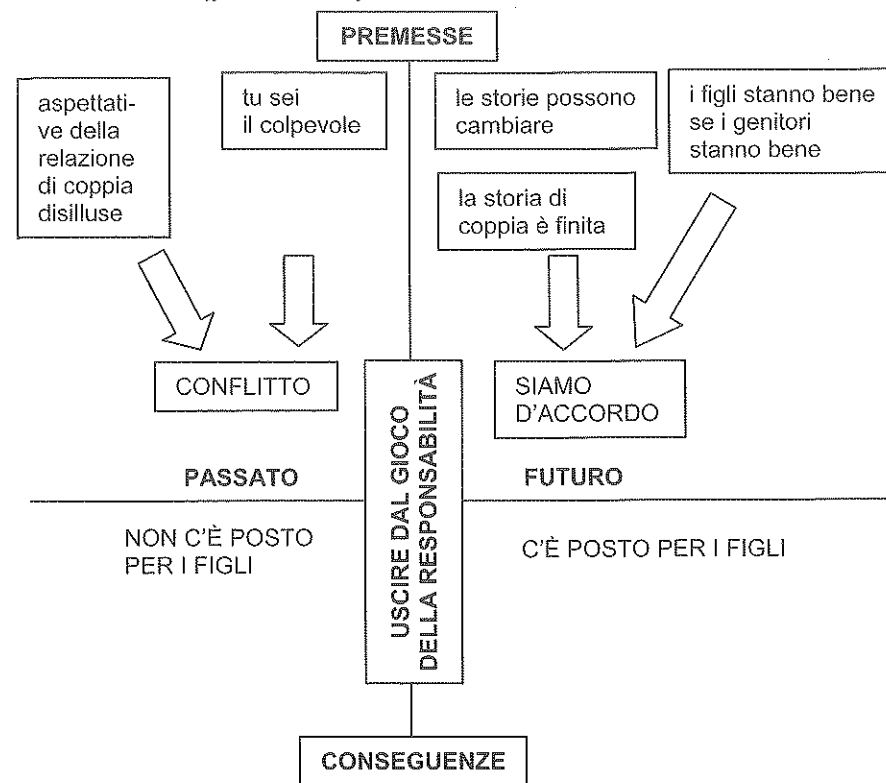 PREMESSE
aspettati-
ve della
relazione
di coppia
disilluse
tu sei
il colpevole
le storie possono
cambiare
i figli stanno bene
se i genitori
stanno bene
la storia di
coppia è finita
CONFLITTO
SIAMO
D'ACCORDO
USCIRE DAL GIOCO
DELLA RESPONSABILITÀ
PASSATO
FUTURO
NON C'È POSTO
PER I FIGLI
C'È POSTO PER I FIGLI
CONSEGUENZE